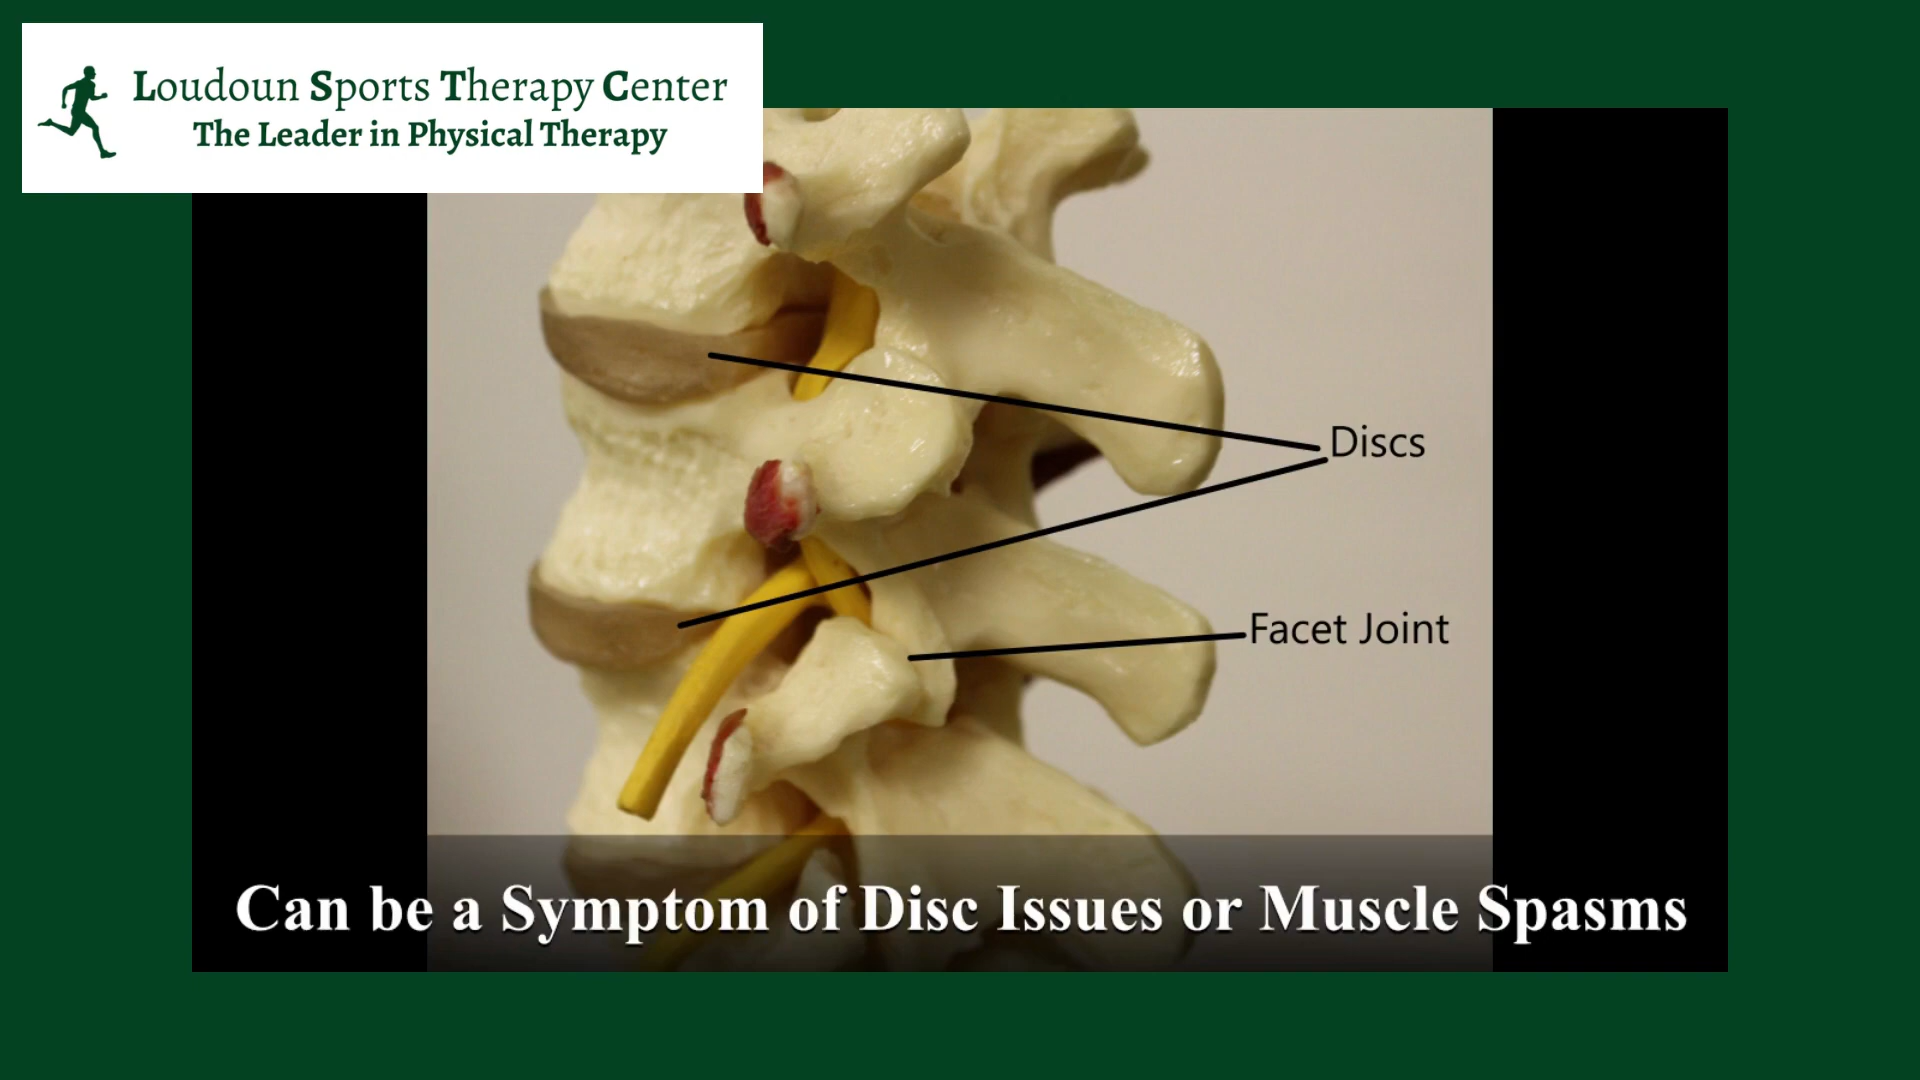 Loudoun Sports Therapy Center
The Leader in Physical Therapy
Discs
Facet Joint
Can be a Symptom of Disc Issues or Muscle Spasms